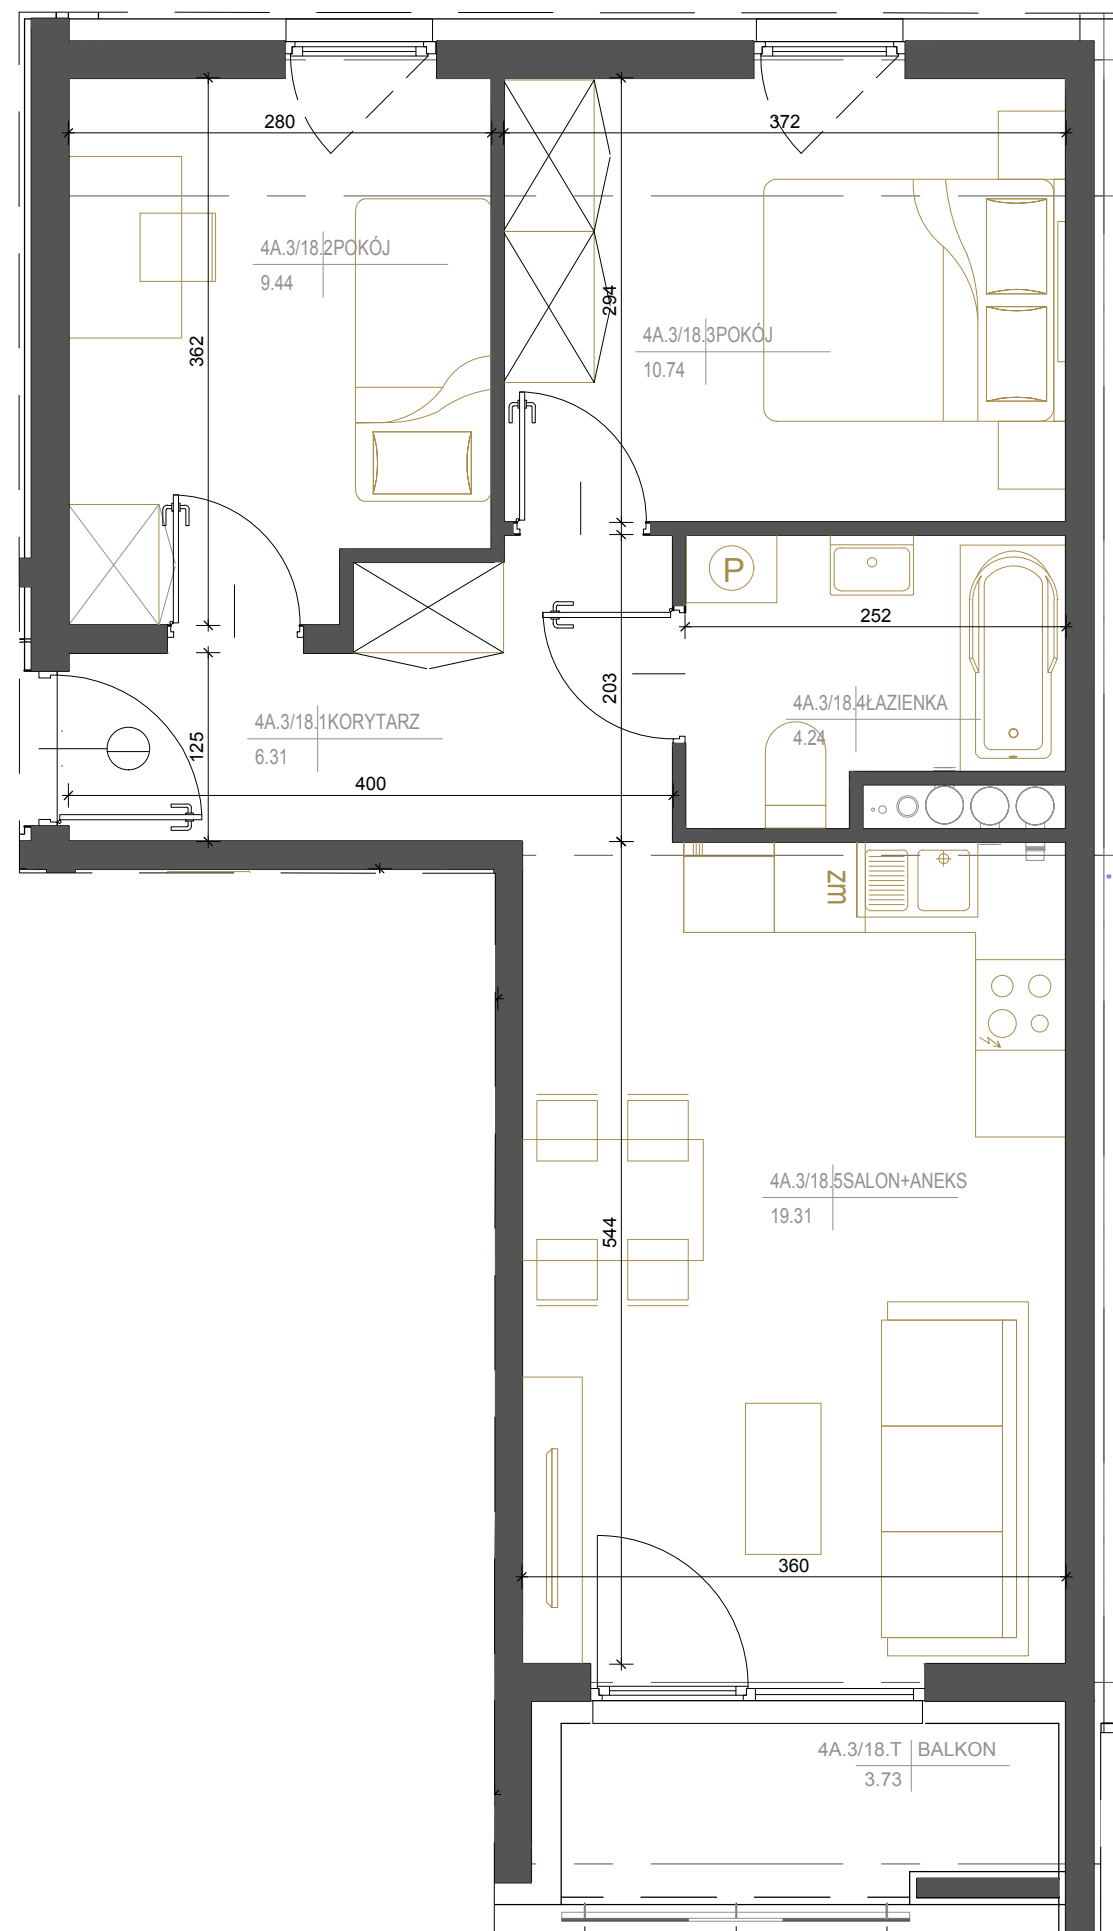 280
372
4A.3/18.2POKÓJ
9.44
294
362
4A.3/18.3POKÓJ
10.74
P
252
203
4A.3/18.4ŁAZIENKA
4.24
4A.3/18.1KORYTARZ
6.31
125
400
zm
4A.3/18.5SALON+ANEKS
19.31
544
360
4A.3/18.T BALKON
3.73